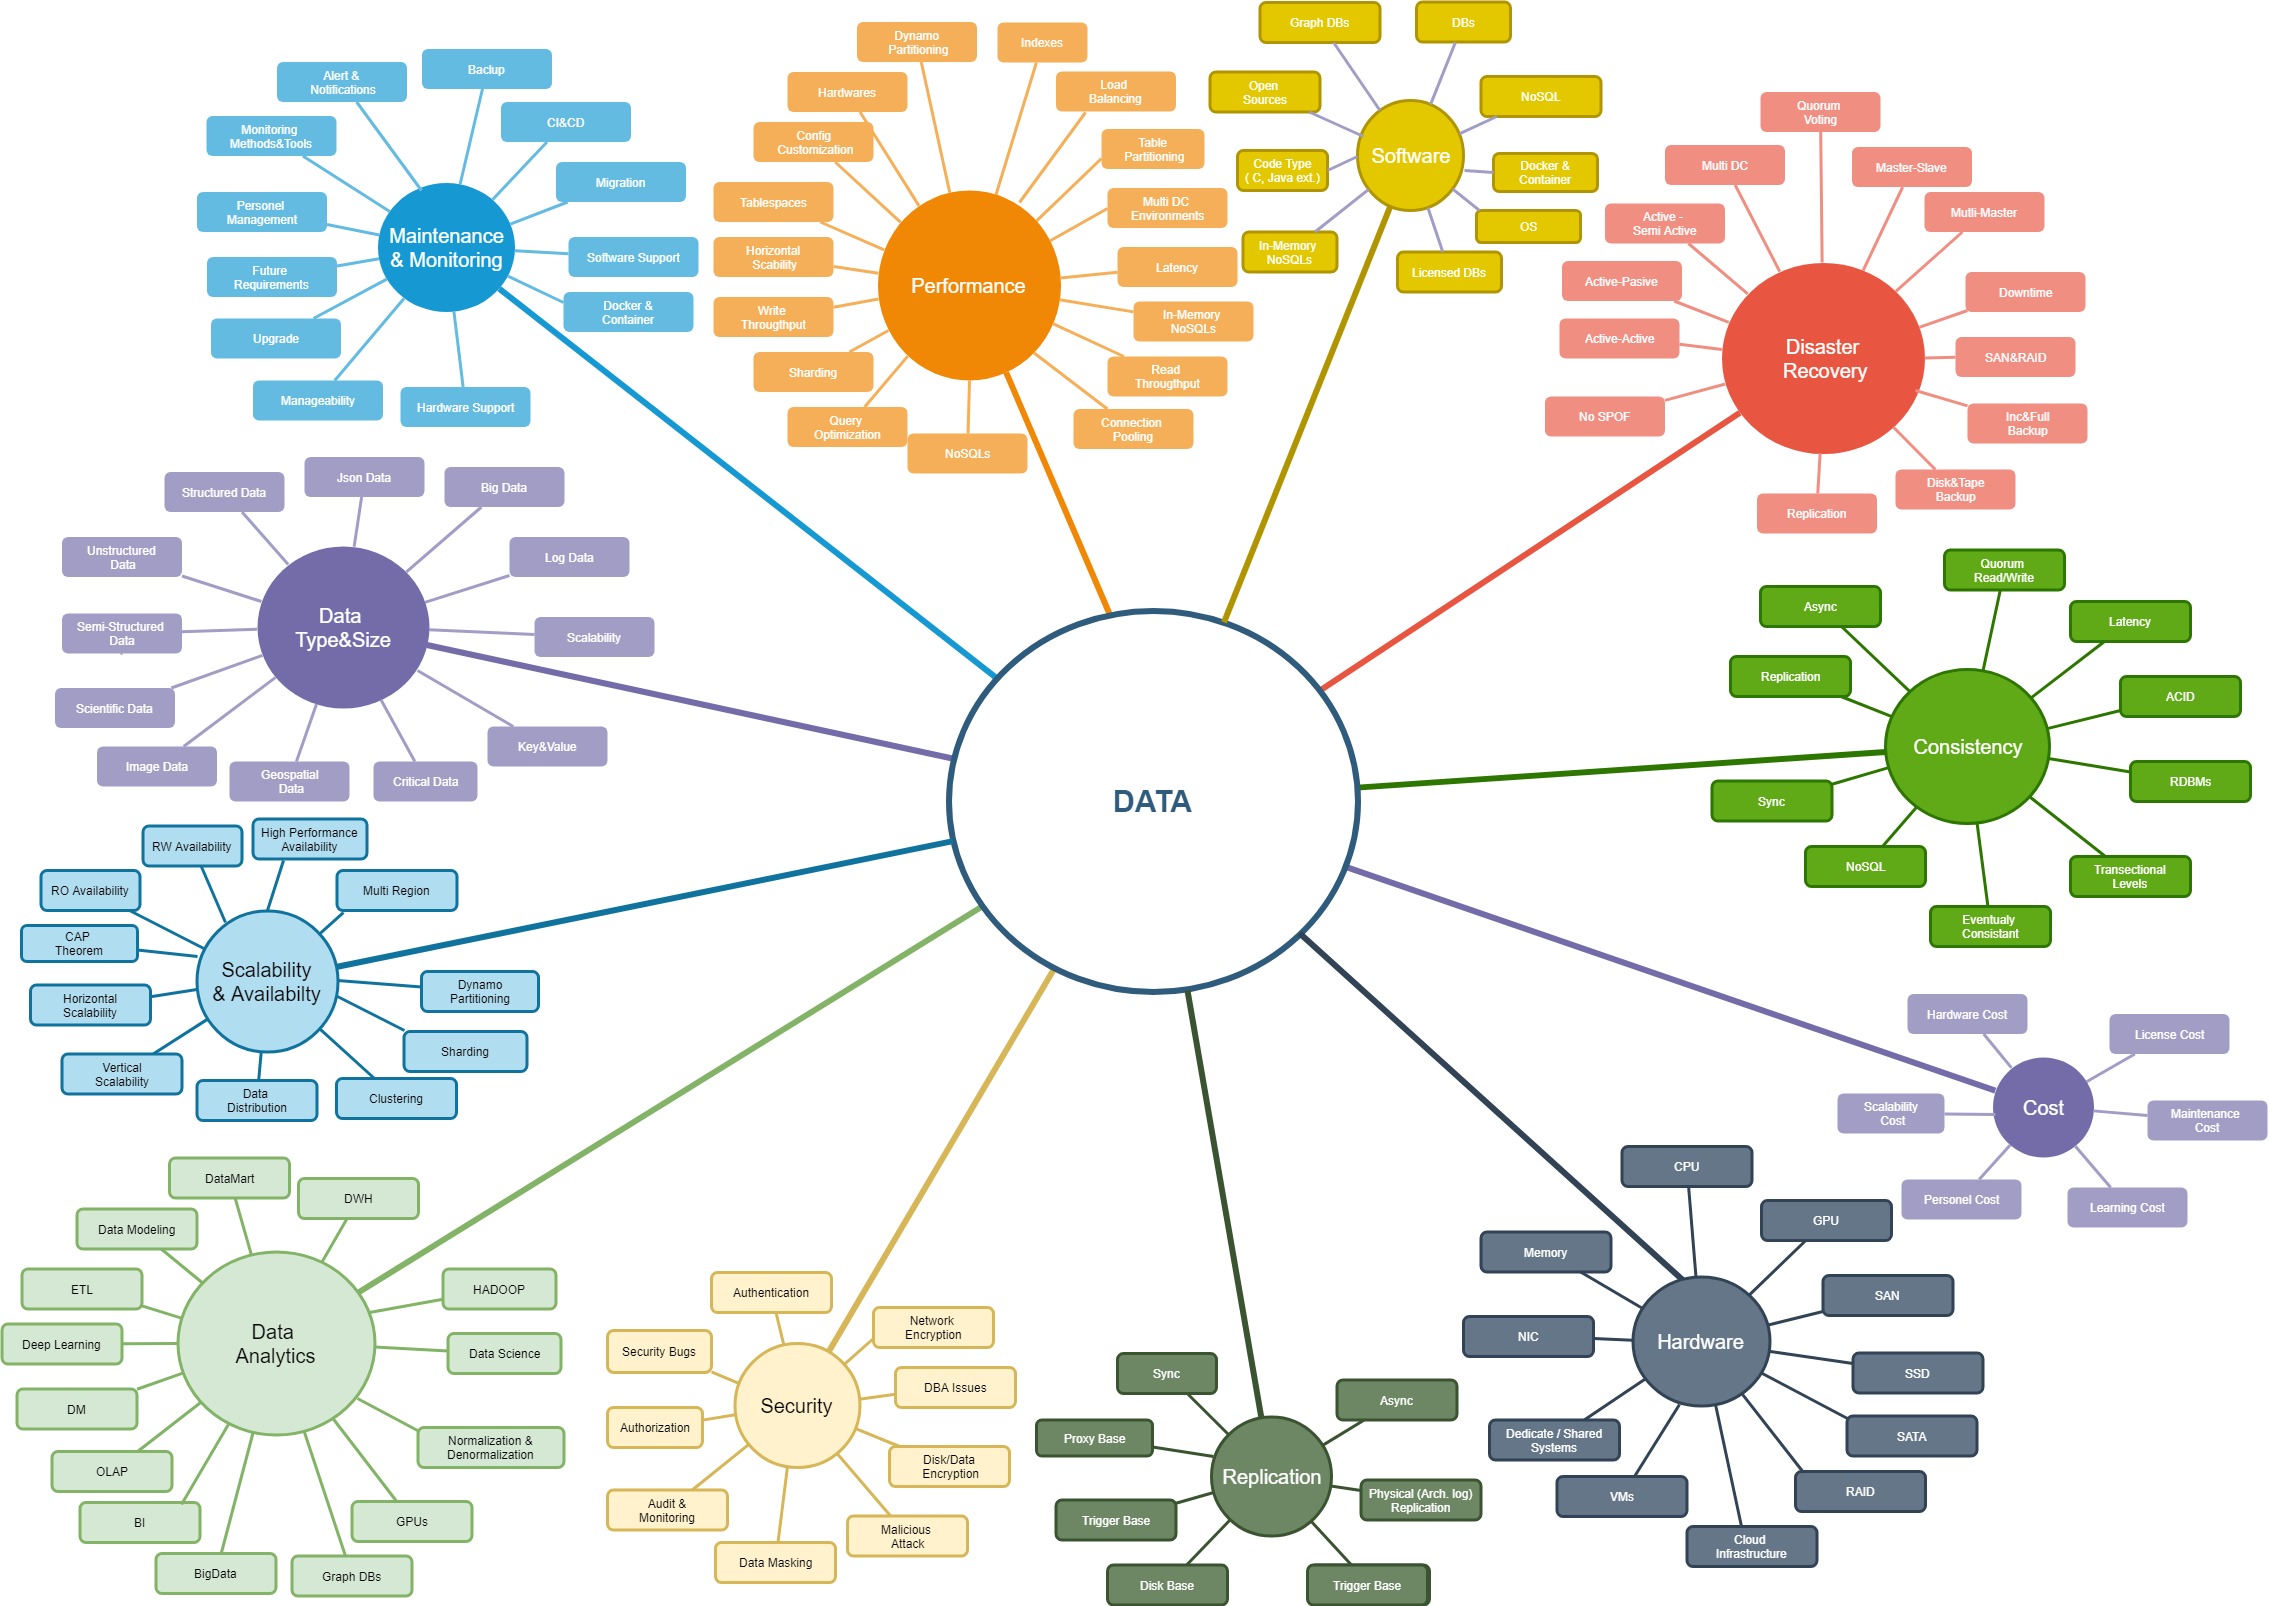 Maintenance
& Monitoring
Alert &
Notifications
Baclup
CI&CD
Monitoring
Methods&Tools
Migration
Personel
Management
Software Support
Future
Requirements
Docker &
Container
Upgrade
Manageability
Hardware Support
Performance
Dynamo
Partitioning
Indexes
Hardwares
Load
Balancing
Config
Customization
Table
Partitioning
Tablespaces
Multi DC
Environments
Horizontal
Scability
Latency
Write
Througthput
In-Memory
NoSQLs
Sharding
Read
Througthput
Query
Optimization
NoSQLs
Connection
Pooling
Software
Graph DBs
DBs
Open
Sources
NoSQL
Code Type
( C, Java ext.)
Docker &
Container
In-Memory
NoSQLs
OS
Licensed DBs
Disaster
Recovery
Quorum
Voting
Multi DC
Master-Slave
Active -
Semi Active
Mutli-Master
Active-Pasive
Downtime
Active-Active
SAN&RAID
No SPOF
Inc&Full
Backup
Disk&Tape
Backup
Replication
Data
Type&Size
Structured Data
Json Data
Big Data
Unstructured
Data
Log Data
Semi-Structured
Data
Scalability
Scientific Data
Image Data
Geospatial
Data
Critical Data
Key&Value
DATA
Consistency
Quorum
Read/Write
Async
Latency
Replication
ACID
Sync
RDBMs
NoSQL
Transectional
Levels
Eventualy
Consistant
Scalability
& Availabilty
RW Availability
High Performance
Availability
RO Availability
Multi Region
CAP
Theorem
Dynamo
Partitioning
Horizontal
Scalability
Sharding
Vertical
Scalability
Data
Distribution
Clustering
Cost
Hardware Cost
License Cost
Scalability
Cost
Maintenance
Cost
Personel Cost
Learning Cost
Data
Analytics
DataMart
DWH
Data Modeling
ETL
HADOOP
Deep Learning
Data Science
DM
Normalization &
Denormalization
OLAP
BI
GPUs
BigData
Graph DBs
Security
Authentication
Network
Encryption
Security Bugs
DBA Issues
Authorization
Disk/Data
Encryption
Audit &
Monitoring
Malicious
Attack
Data Masking
Replication
Sync
Async
Proxy Base
Physical (Arch. log)
Replication
Trigger Base
Disk Base
Trigger Base
Hardware
CPU
GPU
Memory
SAN
NIC
SSD
Dedicate / Shared
Systems
SATA
VMs
RAID
Cloud
Infrastructure